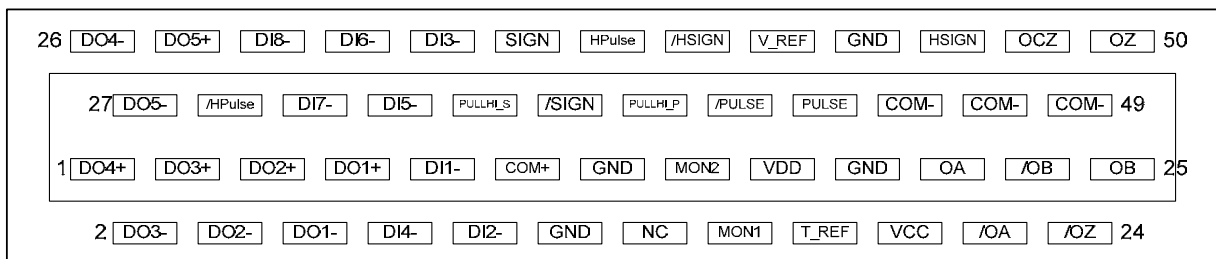 26 DO4- DO5+ DI8- DI6- DI3- SIGN HPulse /HSIGN V_REF GND HSIGN OCZ OZ 50
27 DO5- /HPulse DI7- DI5- PULLHI_S /SIGN PULLHI_P /PULSE PULSE COM- COM- COM- 49
1 DO4+ DO3+ DO2+ DO1+ DI1- COM+ GND MON2 VDD GND OA /OB OB 25
2 DO3- DO2- DO1- DI4- DI2- GND NC MON1 T_REF VCC /OA /OZ 24